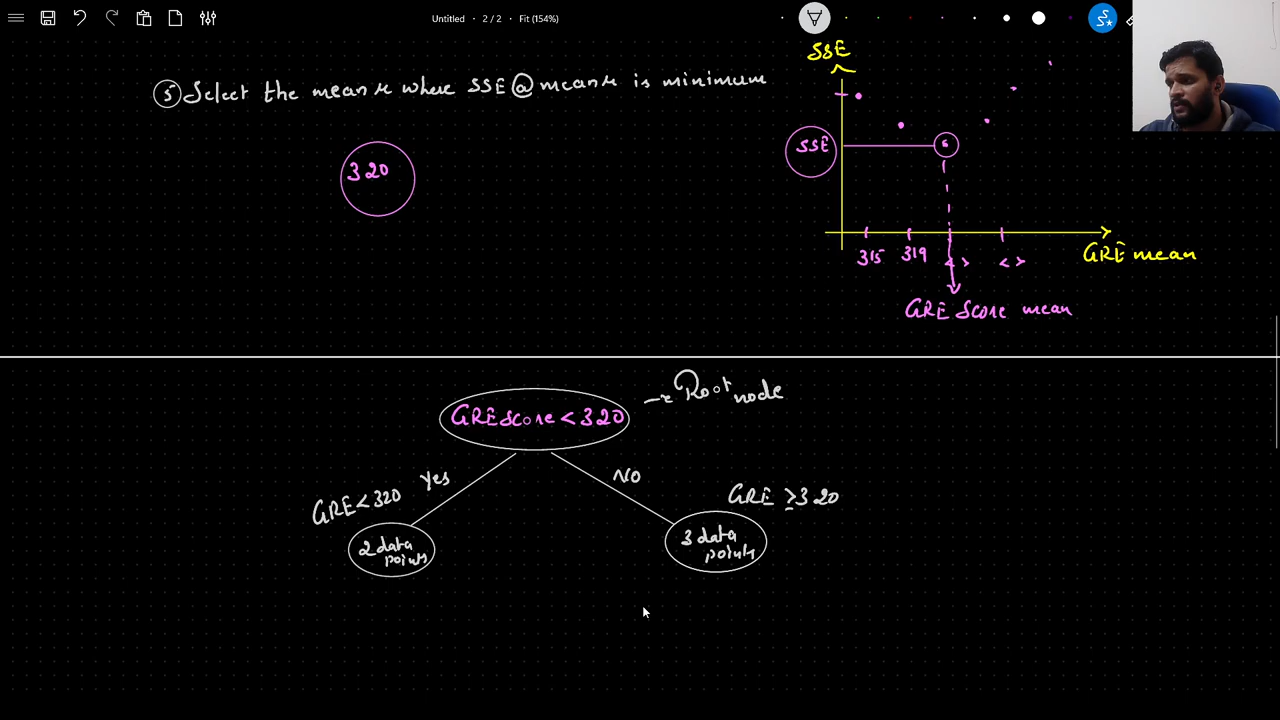 Untitled • 2 / 2 • Fit (154%)
SSE
⑤ Select the mean x where SSE @ mean x is minimum
320
SSE
315 319 < > < >
GRE mean
GRE Score mean
GRE Score < 320
→ Root node
Yes
No
GRE < 320
GRE ≥ 320
2 data
points
3 data
points